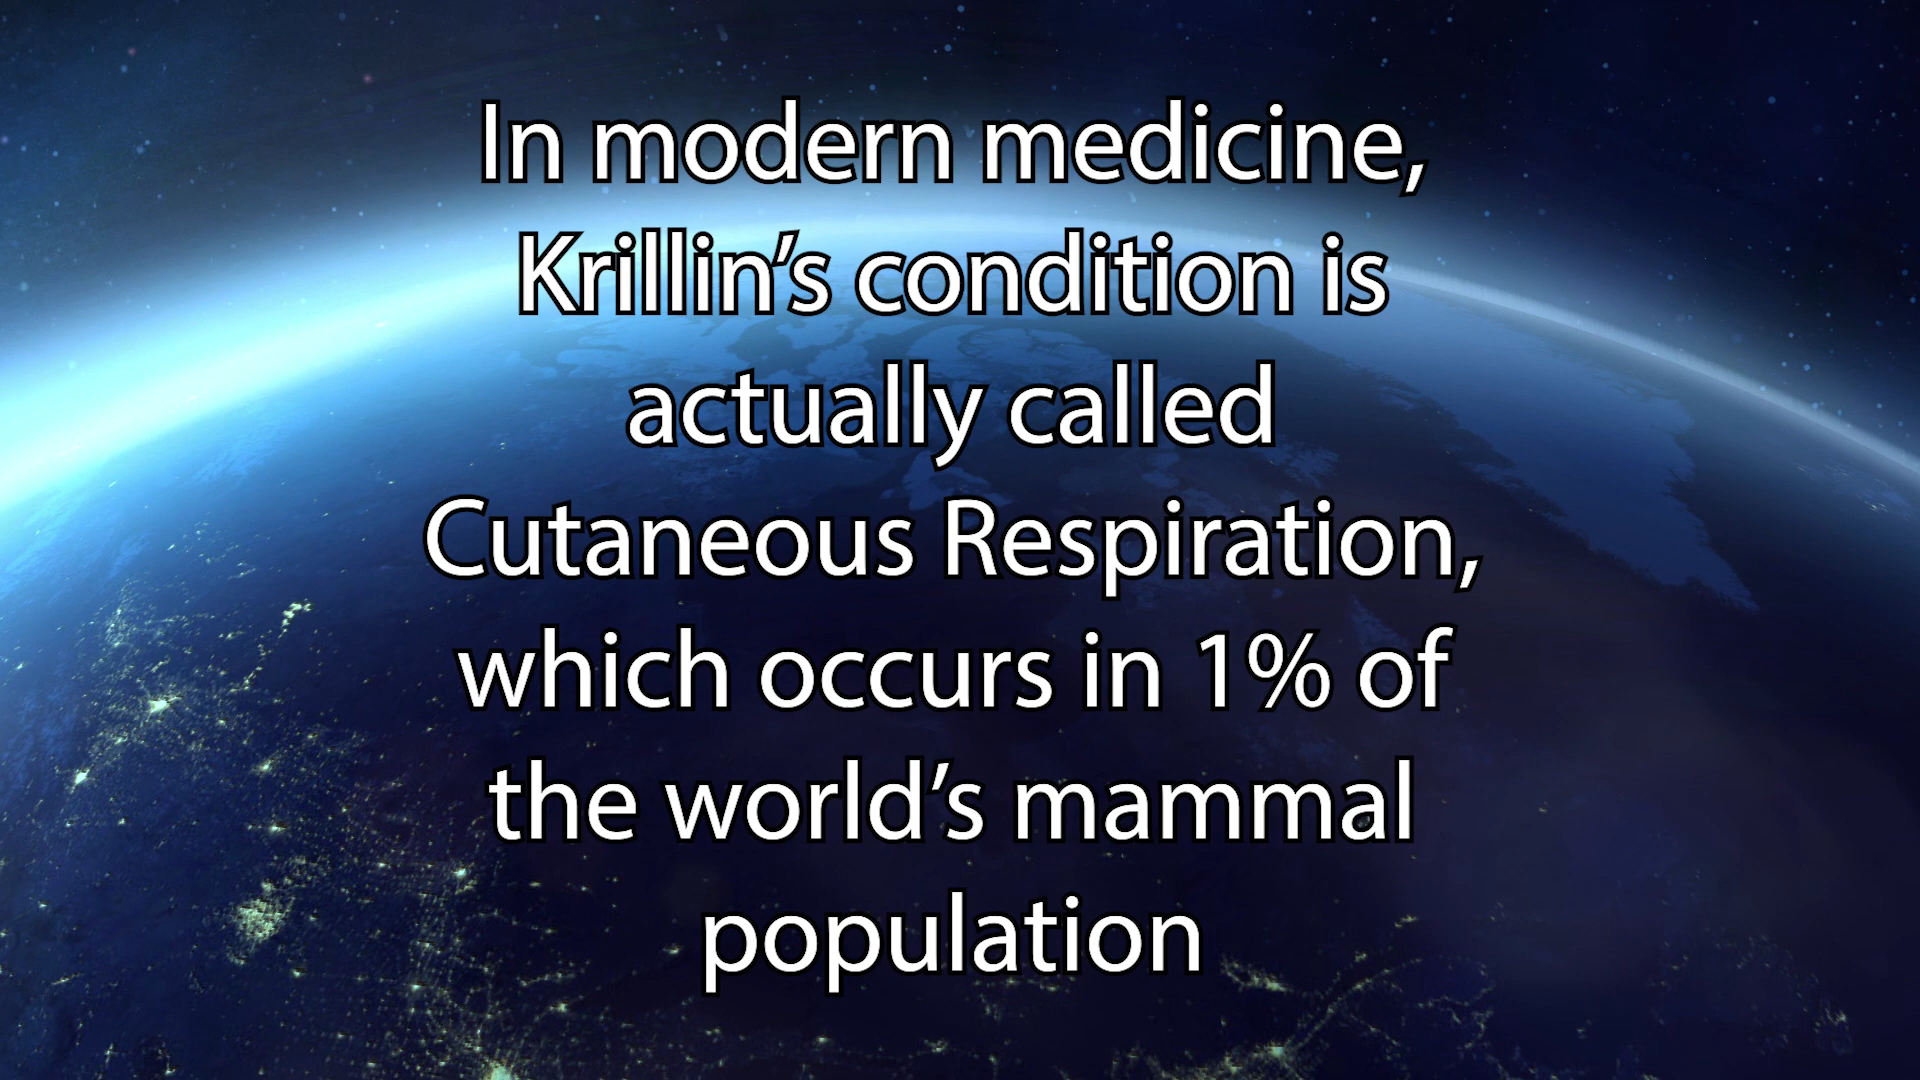 In modern medicine,
Krillin’s condition is
actually called
Cutaneous Respiration,
which occurs in 1% of
the world’s mammal
population